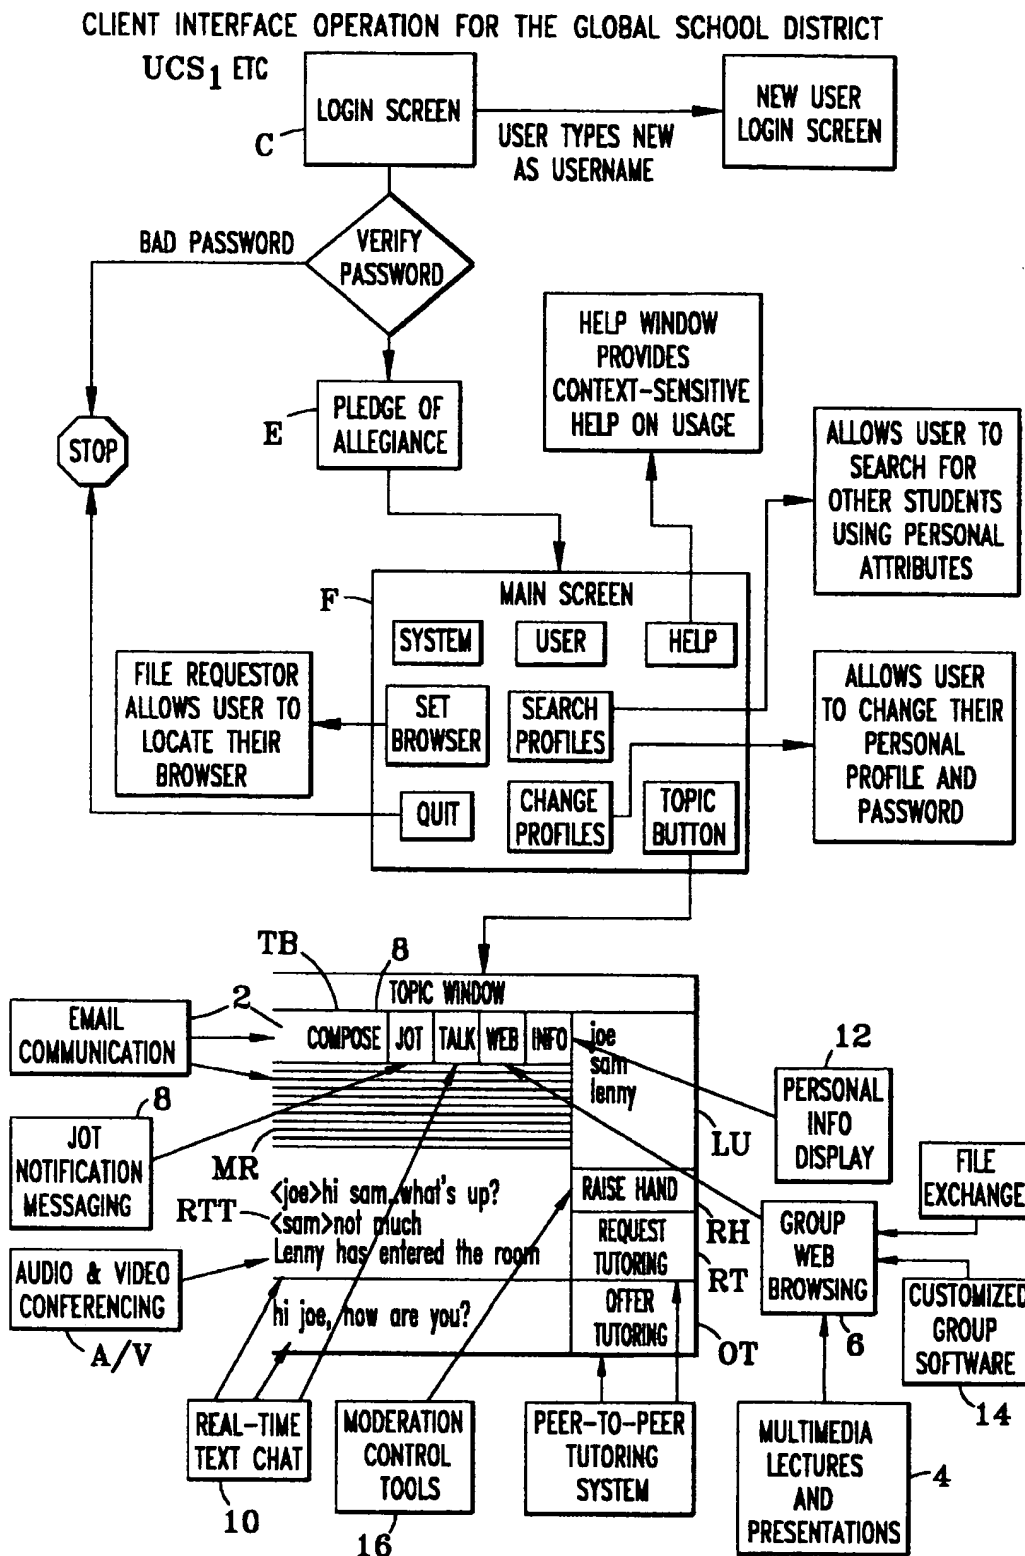 CLIENT INTERFACE OPERATION FOR THE GLOBAL SCHOOL DISTRICT
UCS1 ETC
LOGIN SCREEN
C
USER TYPES NEW
AS USERNAME
NEW USER
LOGIN SCREEN
BAD PASSWORD
VERIFY
PASSWORD
STOP
E
PLEDGE OF
ALLEGIANCE
HELP WINDOW
PROVIDES
CONTEXT-SENSITIVE
HELP ON USAGE
ALLOWS USER TO
SEARCH FOR
OTHER STUDENTS
USING PERSONAL
ATTRIBUTES
F
MAIN SCREEN
SYSTEM
USER
HELP
FILE REQUESTOR
ALLOWS USER TO
LOCATE THEIR
BROWSER
SET
BROWSER
SEARCH
PROFILES
ALLOWS USER
TO CHANGE THEIR
PERSONAL
PROFILE AND
PASSWORD
QUIT
CHANGE
PROFILES
TOPIC
BUTTON
TB
8
TOPIC WINDOW
2
EMAIL
COMMUNICATION
COMPOSE
JOT
TALK
WEB
INFO
joe
sam
lenny
12
PERSONAL
INFO
DISPLAY
8
JOT
NOTIFICATION
MESSAGING
MR
LU
FILE
EXCHANGE
RTT
<joe>hi sam, what's up?
<sam>not much
Lenny has entered the room
RAISE HAND
RH
REQUEST
TUTORING
RT
GROUP
WEB
BROWSING
6
AUDIO & VIDEO
CONFERENCING
A/V
hi joe, how are you?
OFFER
TUTORING
OT
CUSTOMIZED
GROUP
SOFTWARE
14
REAL-TIME
TEXT CHAT
10
MODERATION
CONTROL
TOOLS
16
PEER-TO-PEER
TUTORING
SYSTEM
MULTIMEDIA
LECTURES
AND
PRESENTATIONS
4